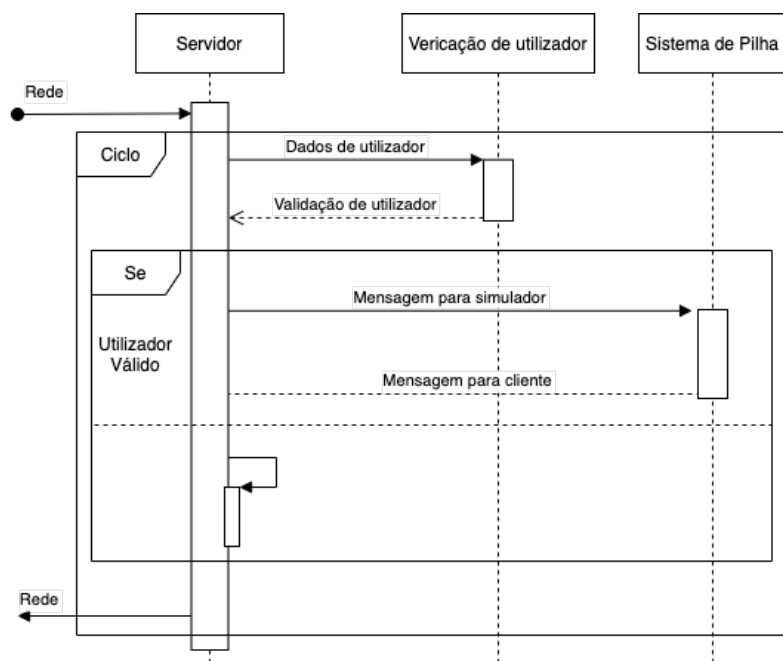 Servidor
Vericação de utilizador
Sistema de Pilha
Rede
Ciclo
Dados de utilizador
Validação de utilizador
Se
Mensagem para simulador
Utilizador
Válido
Mensagem para cliente
Rede